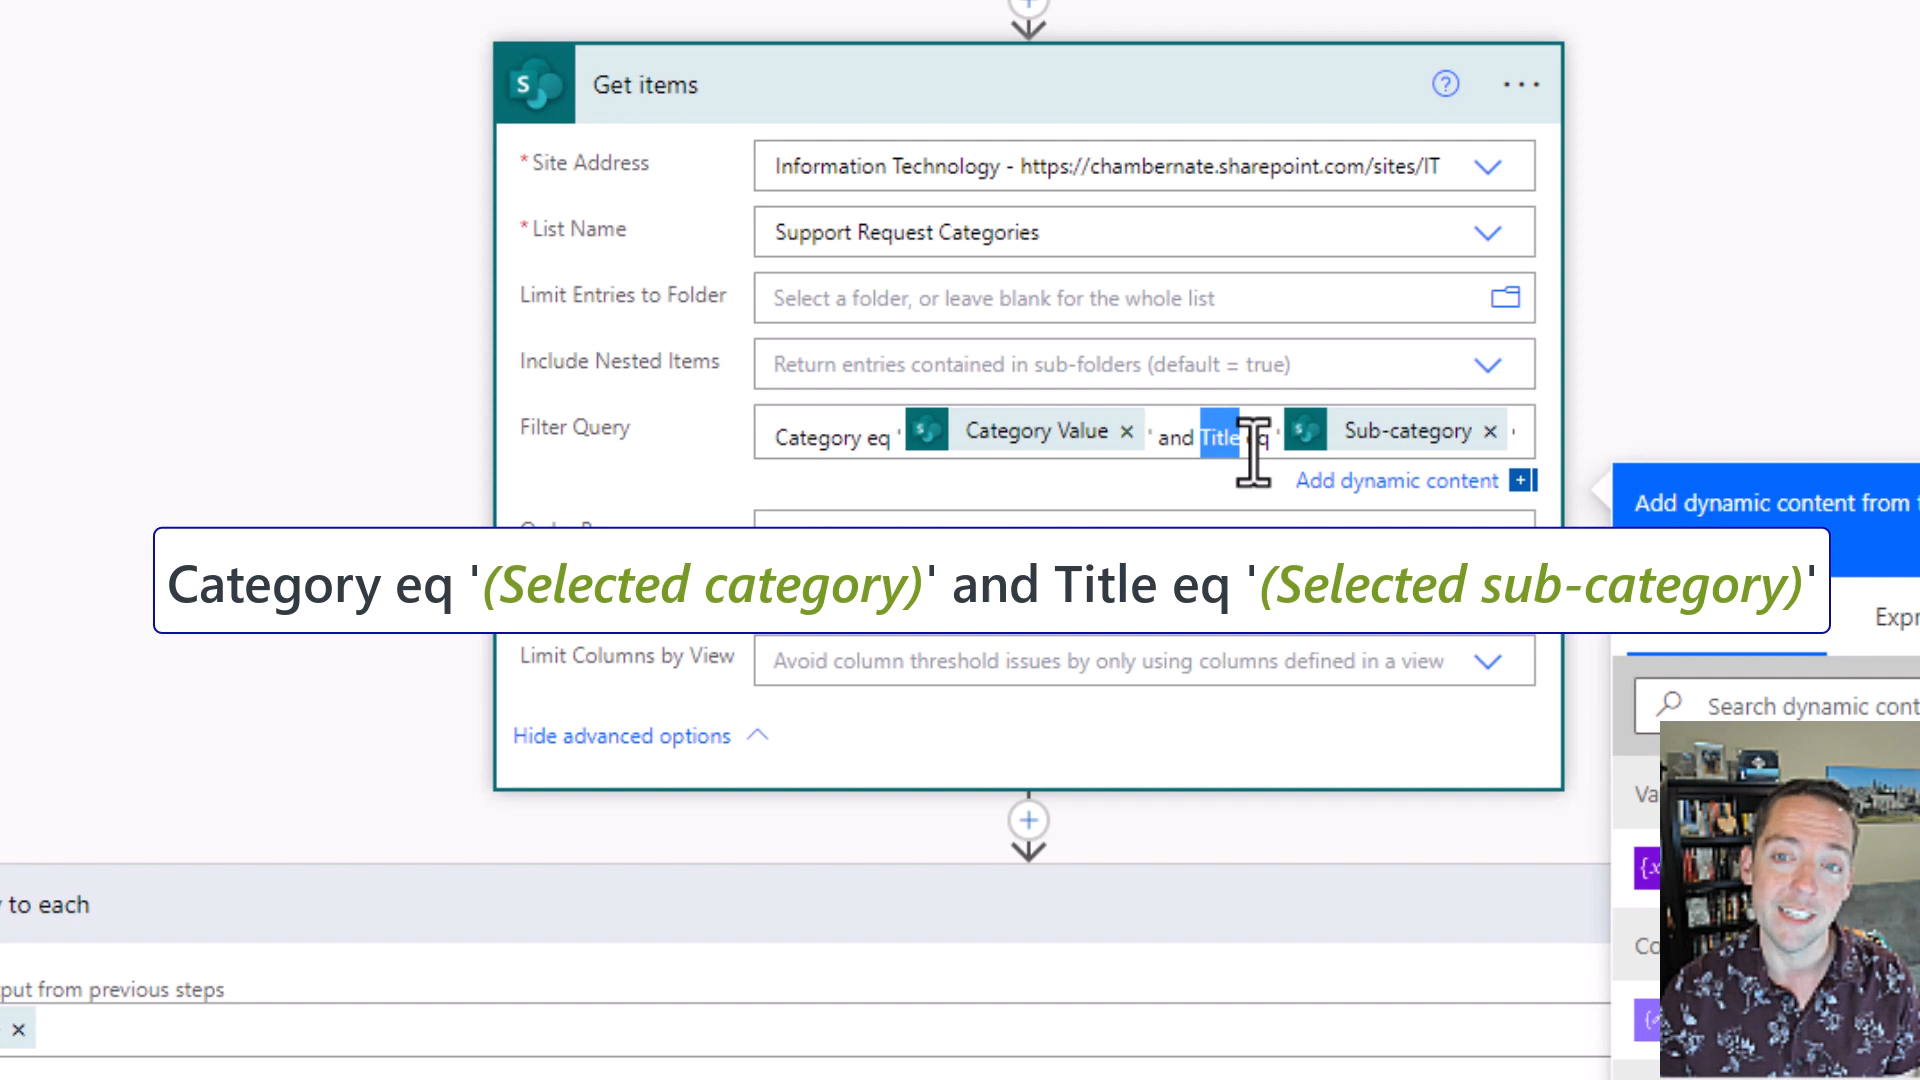 Get items
?
* Site Address
Information Technology - https://chambernate.sharepoint.com/sites/IT
* List Name
Support Request Categories
Limit Entries to Folder
Select a folder, or leave blank for the whole list
Include Nested Items
Return entries contained in sub-folders (default = true)
Filter Query
Category eq ' Category Value × ' and Title eq ' Sub-category × '
Add dynamic content +
Add dynamic content from t
Category eq '(Selected category)' and Title eq '(Selected sub-category)'
Expr
Limit Columns by View
Avoid column threshold issues by only using columns defined in a view
Search dynamic cont
Hide advanced options
Va
to each
Co
put from previous steps
×